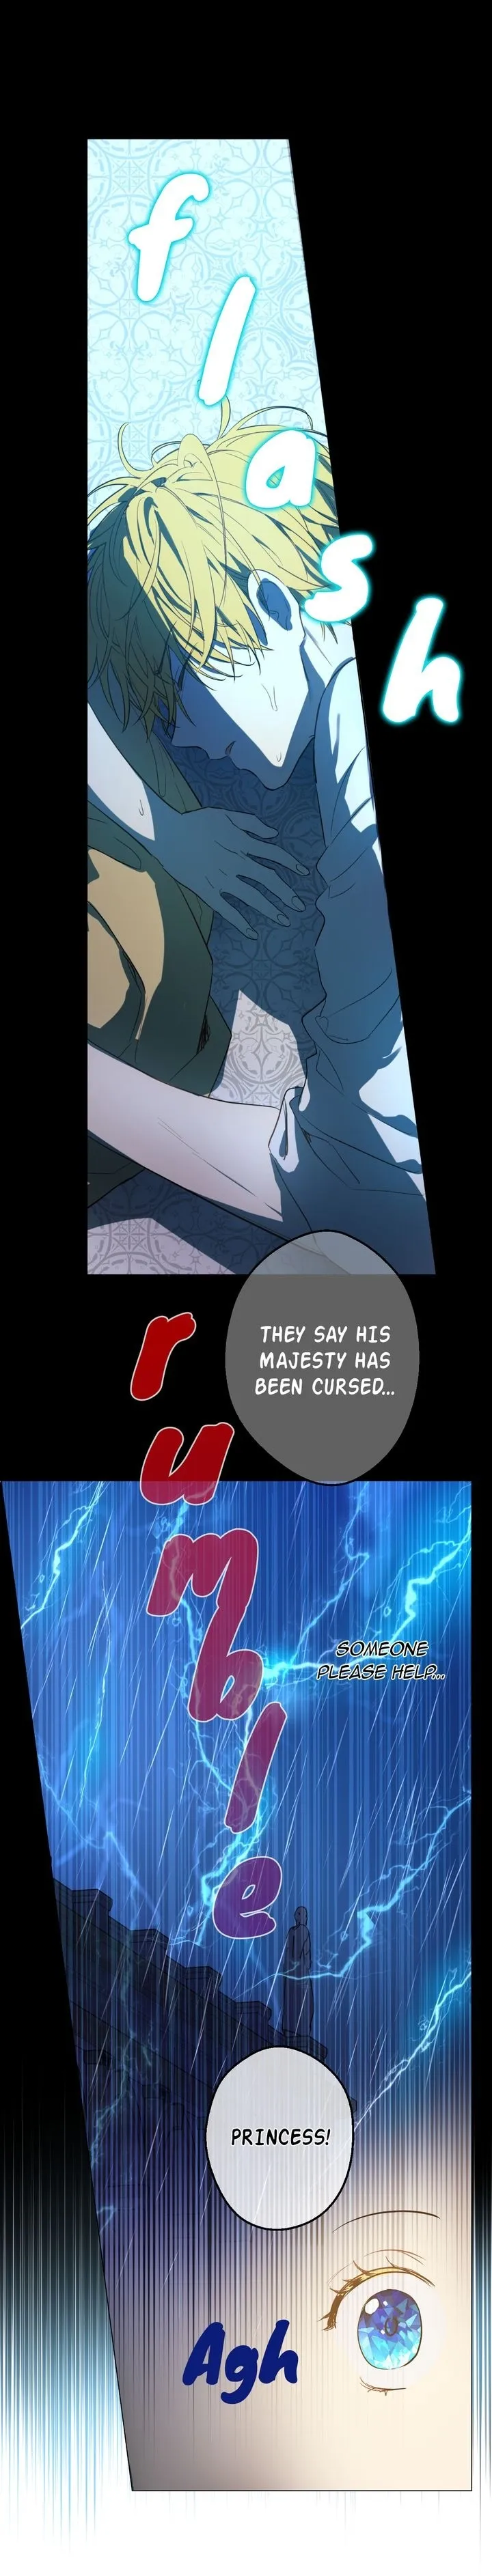 flash
THEY SAY HIS
MAJESTY HAS
BEEN CURSED...
rumble
SOMEONE
PLEASE HELP...
PRINCESS!
Agh